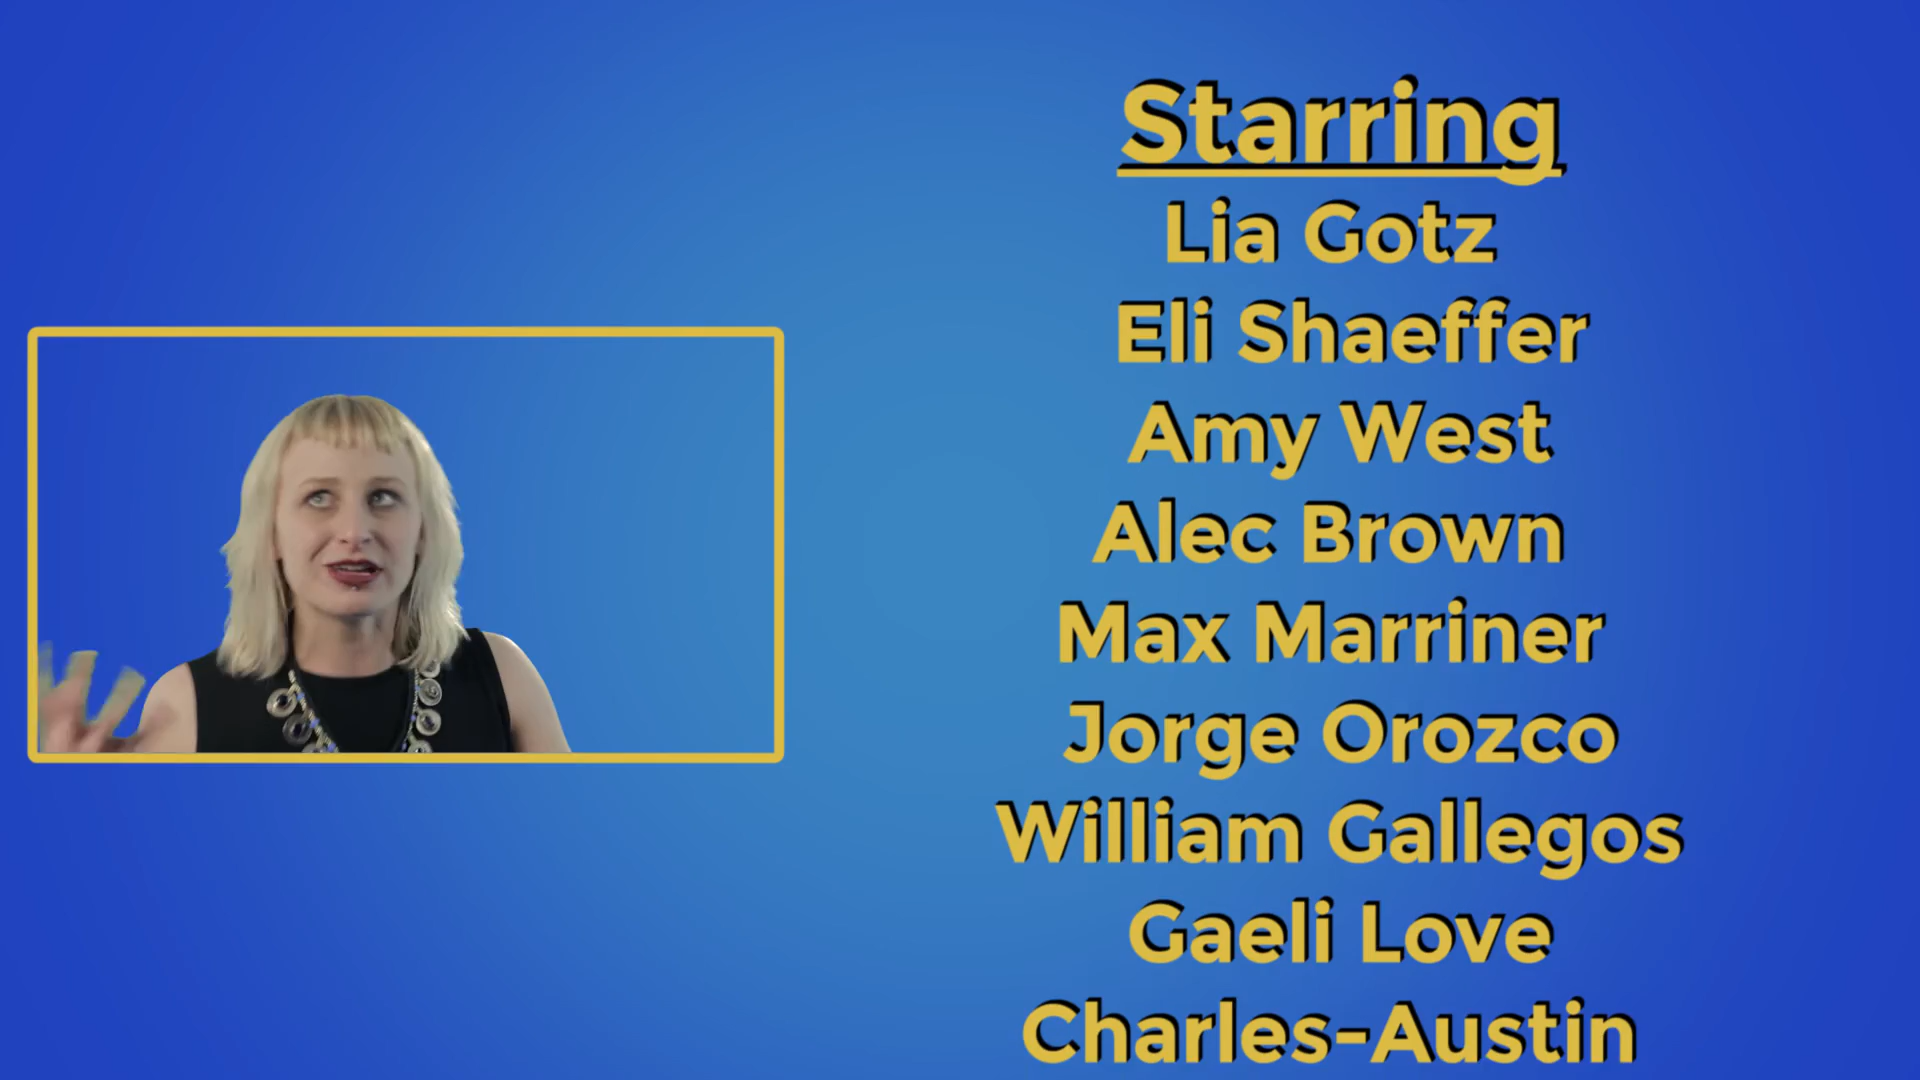 Starring
Lia Gotz
Eli Shaeffer
Amy West
Alec Brown
Max Marriner
Jorge Orozco
William Gallegos
Gaeli Love
Charles-Austin